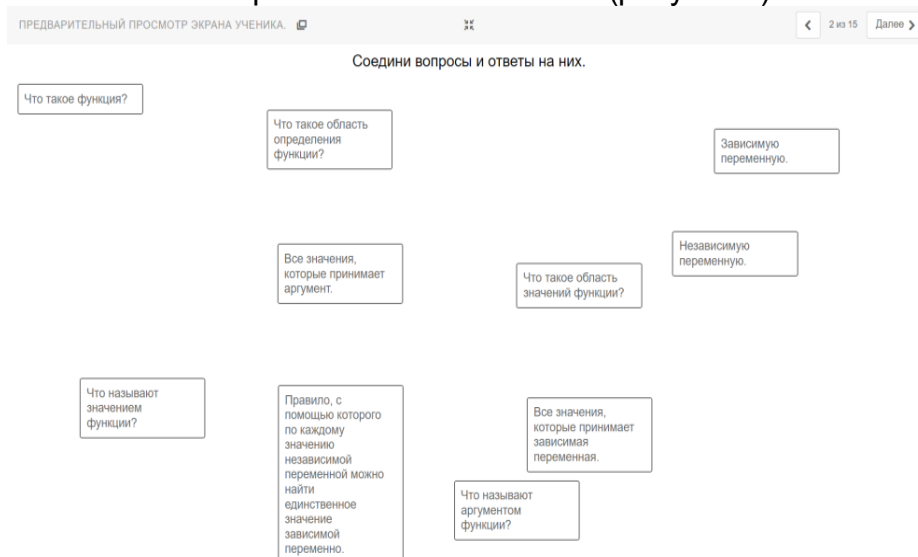 ПРЕДВАРИТЕЛЬНЫЙ ПРОСМОТР ЭКРАНА УЧЕНИКА.
2 из 15
Далее
Соедини вопросы и ответы на них.
Что такое функция?
Что такое область
определения
функции?
Зависимую
переменную.
Независимую
переменную.
Все значения,
которые принимает
аргумент.
Что такое область
значений функции?
Что называют
значением
функции?
Правило, с
помощью которого
по каждому
значению
независимой
переменной можно
найти
единственное
значение
зависимой
переменно.
Все значения,
которые принимает
зависимая
переменная.
Что называют
аргументом
функции?